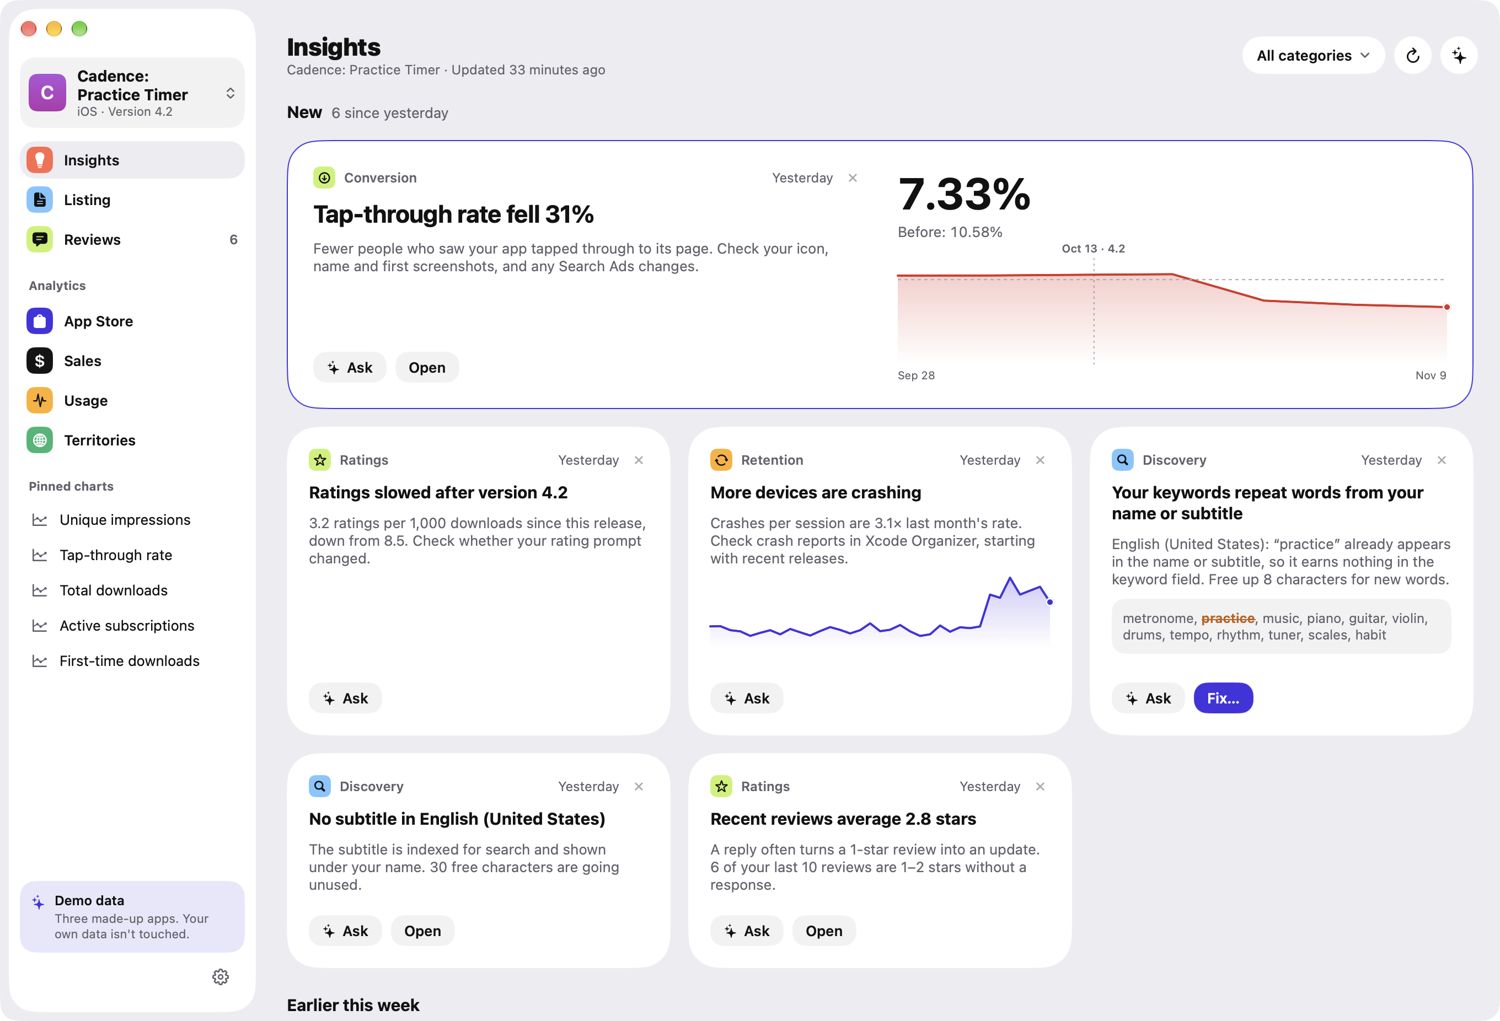 C
Cadence:
Practice Timer
iOS · Version 4.2
Insights
Listing
Reviews 6
Analytics
App Store
$ Sales
Usage
Territories
Pinned charts
Unique impressions
Tap-through rate
Total downloads
Active subscriptions
First-time downloads
Demo data
Three made-up apps. Your
own data isn't touched.
Insights
Cadence: Practice Timer · Updated 33 minutes ago
All categories
New 6 since yesterday
Conversion Yesterday
Tap-through rate fell 31%
Fewer people who saw your app tapped through to its page. Check your icon,
name and first screenshots, and any Search Ads changes.
Ask Open
7.33%
Before: 10.58%
Oct 13 · 4.2
Sep 28 Nov 9
Ratings Yesterday
Ratings slowed after version 4.2
3.2 ratings per 1,000 downloads since this release,
down from 8.5. Check whether your rating prompt
changed.
Ask
Retention Yesterday
More devices are crashing
Crashes per session are 3.1× last month's rate.
Check crash reports in Xcode Organizer, starting
with recent releases.
Ask
Discovery Yesterday
Your keywords repeat words from your
name or subtitle
English (United States): “practice” already appears
in the name or subtitle, so it earns nothing in the
keyword field. Free up 8 characters for new words.
metronome, practice, music, piano, guitar, violin,
drums, tempo, rhythm, tuner, scales, habit
Ask Fix...
Discovery Yesterday
No subtitle in English (United States)
The subtitle is indexed for search and shown
under your name. 30 free characters are going
unused.
Ask Open
Ratings Yesterday
Recent reviews average 2.8 stars
A reply often turns a 1-star review into an update.
6 of your last 10 reviews are 1–2 stars without a
response.
Ask Open
Earlier this week